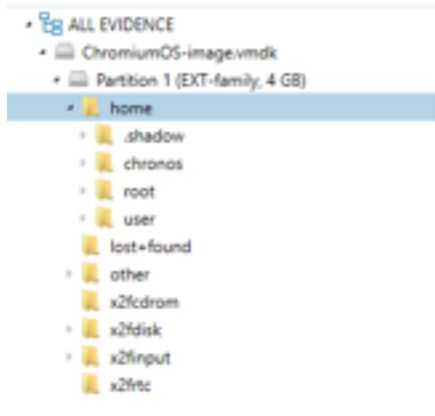 ALL EVIDENCE
ChromiumOS-image.vmdk
Partition 1 (EXT-family, 4 GB)
home
.shadow
chronos
root
user
lost+found
other
x2fcdrom
x2fdisk
x2finput
x2frtc